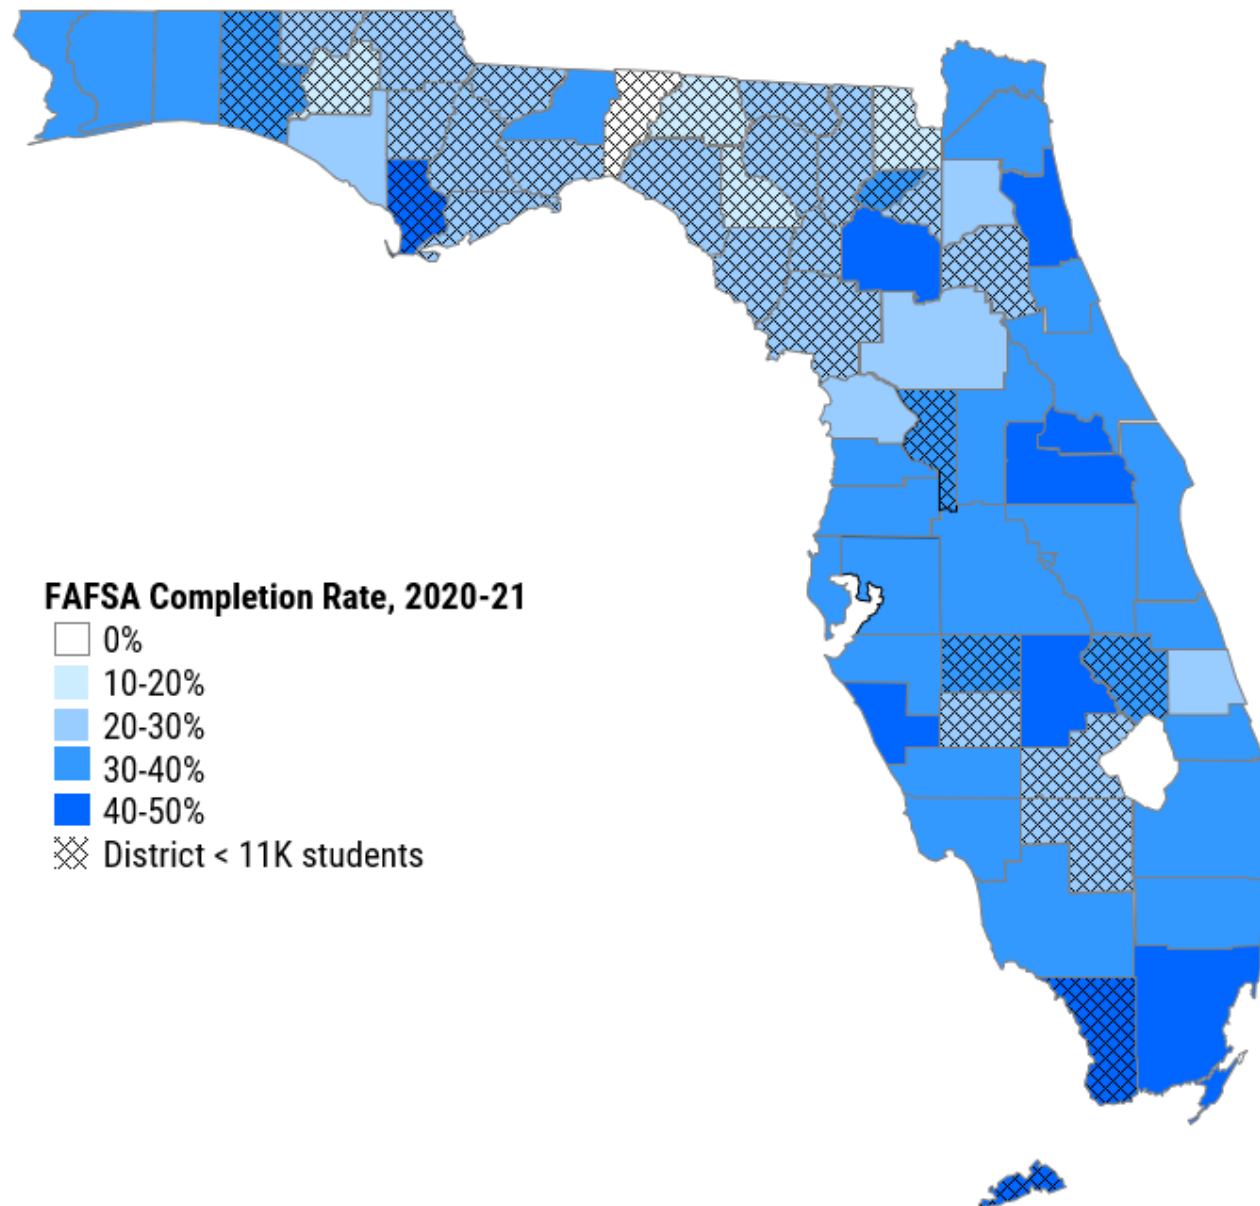 FAFSA Completion Rate, 2020-21
0%
10-20%
20-30%
30-40%
40-50%
District < 11K students